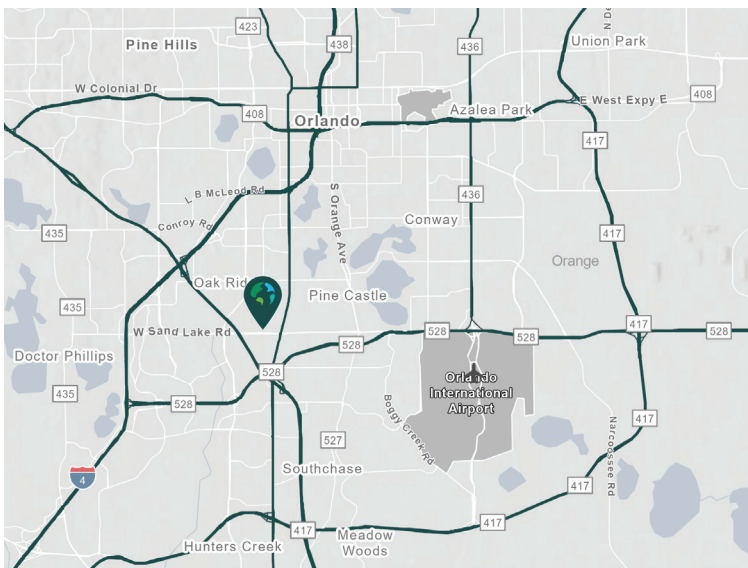 423
438
436
N D
Union Park
Pine Hills
W Colonial Dr
408
Orlando
Azalea Park
E West Expy E
408
417
L B McLeod Rd
S Orange Ave
436
Conroy Rd
435
Conway
417
Orange
Oak Rid
Pine Castle
435
W Sand Lake Rd
528
528
528
417
528
Doctor Phillips
528
Orlando
International
Airport
435
528
Boggy Creek Rd
417
Narcoossee Rd
527
Southchase
4
417
417
417
Hunters Creek
Meadow
Woods